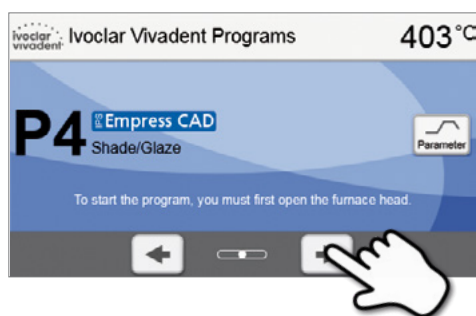 ivoclar
vivadent
Ivoclar Vivadent Programs
403°C
P4
IPS Empress CAD
Shade/Glaze
Parameter
To start the program, you must first open the furnace head.